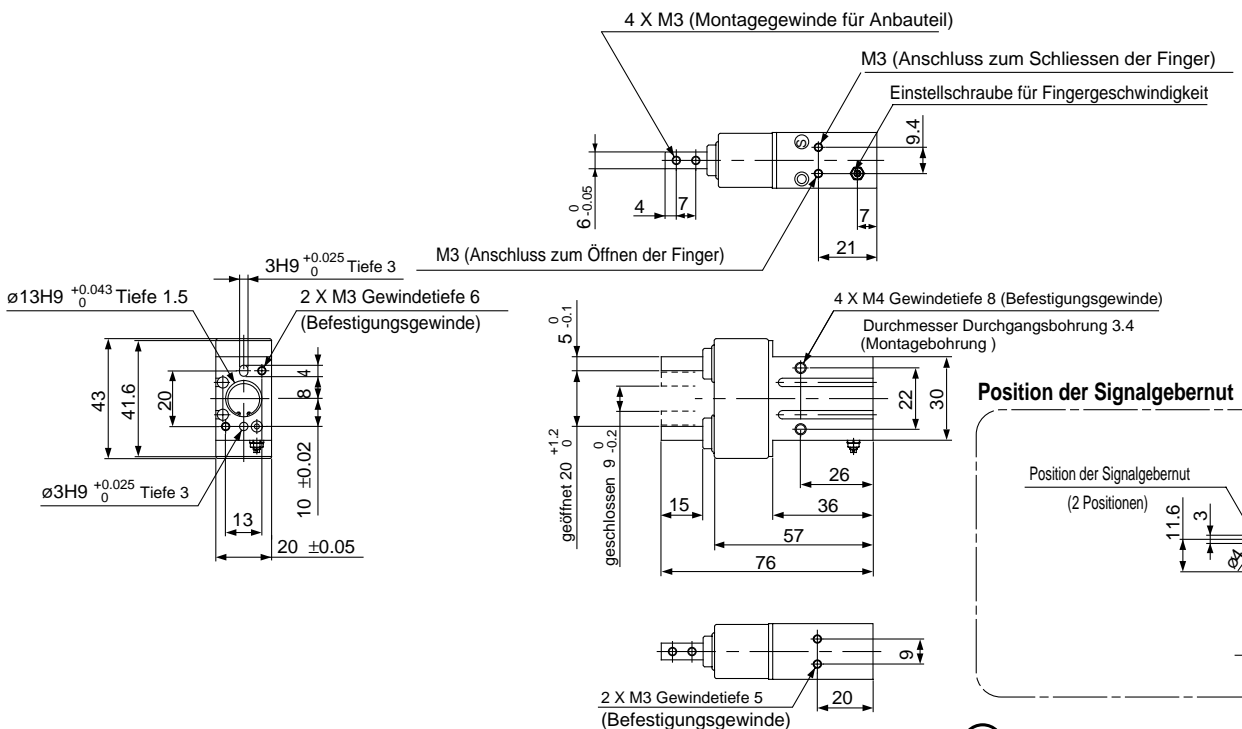 4 X M3 (Montagegewinde für Anbauteil)
M3 (Anschluss zum Schliessen der Finger)
Einstellschraube für Fingergeschwindigkeit
9.4
S
O
6 0 -0.05
4
7
7
21
M3 (Anschluss zum Öffnen der Finger)
3H9 +0.025 0 Tiefe 3
ø13H9 +0.043 0 Tiefe 1.5
2 X M3 Gewindetiefe 6
(Befestigungsgewinde)
43
41.6
20
4
8
10 ±0.02
ø3H9 +0.025 0 Tiefe 3
13
20 ±0.05
5 0 -0.1
4 X M4 Gewindetiefe 8 (Befestigungsgewinde)
Durchmesser Durchgangsbohrung 3.4
(Montagebohrung )
geöffnet 20 +1.2 0
geschlossen 9 0 -0.2
22
30
15
26
36
57
76
Position der Signalgebernut
Position der Signalgebernut
(2 Positionen)
11.6
3
ø4
9
20
2 X M3 Gewindetiefe 5
(Befestigungsgewinde)